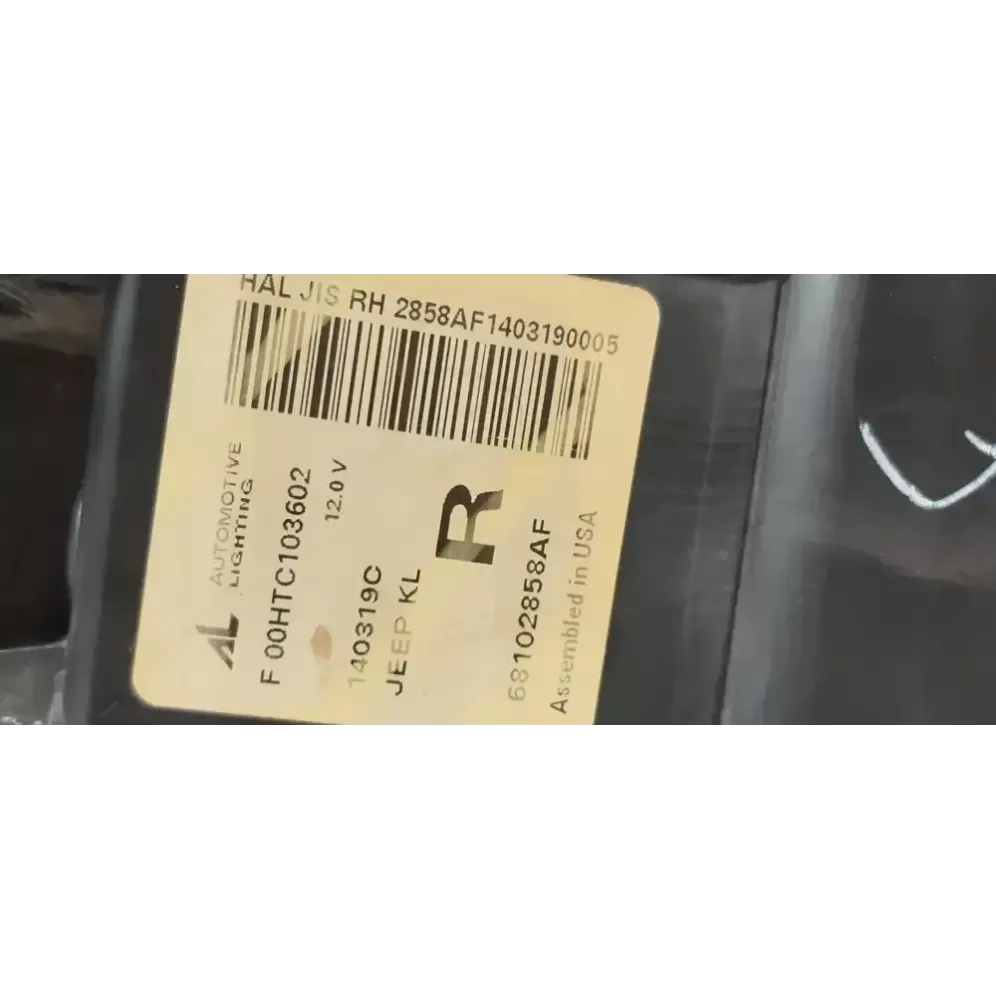 HAL JIS RH 2858AF1403190005
AL AUTOMOTIVE
LIGHTING
F 00HTC103602
12.0 V
140319C
JEEP KL
R
68102858AF
Assembled in USA